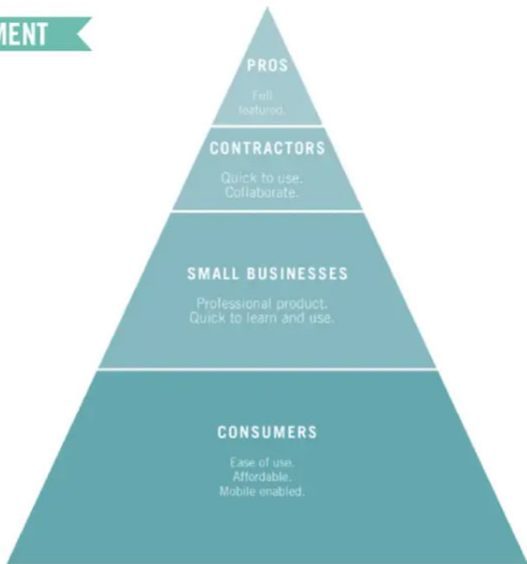 MENT
PROS
Full
featured.
CONTRACTORS
Quick to use.
Collaborate.
SMALL BUSINESSES
Professional product.
Quick to learn and use.
CONSUMERS
Ease of use.
Affordable.
Mobile enabled.